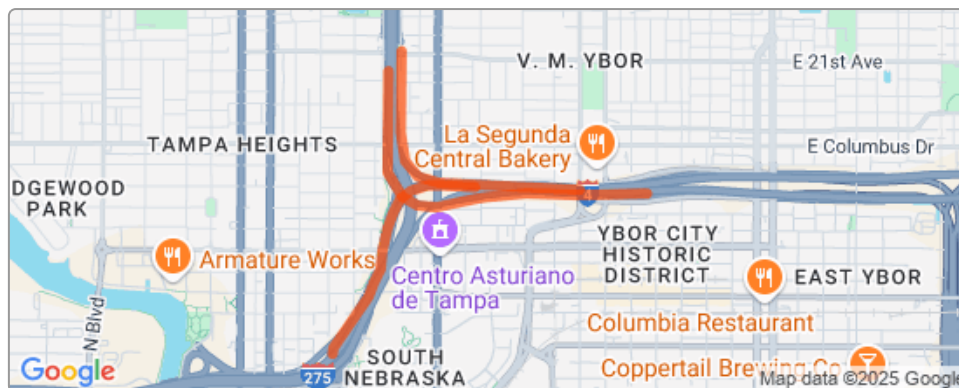 V. M. YBOR
E 21st Ave
TAMPA HEIGHTS
La Segunda
Central Bakery
E Columbus Dr
DGEWOOD
PARK
4
YBOR CITY
HISTORIC
DISTRICT
Armature Works
Centro Asturiano
de Tampa
EAST YBOR
N Blvd
Columbia Restaurant
SOUTH
NEBRASKA
275
Coppertail Brewing Co
Google
Map data ©2025 Google